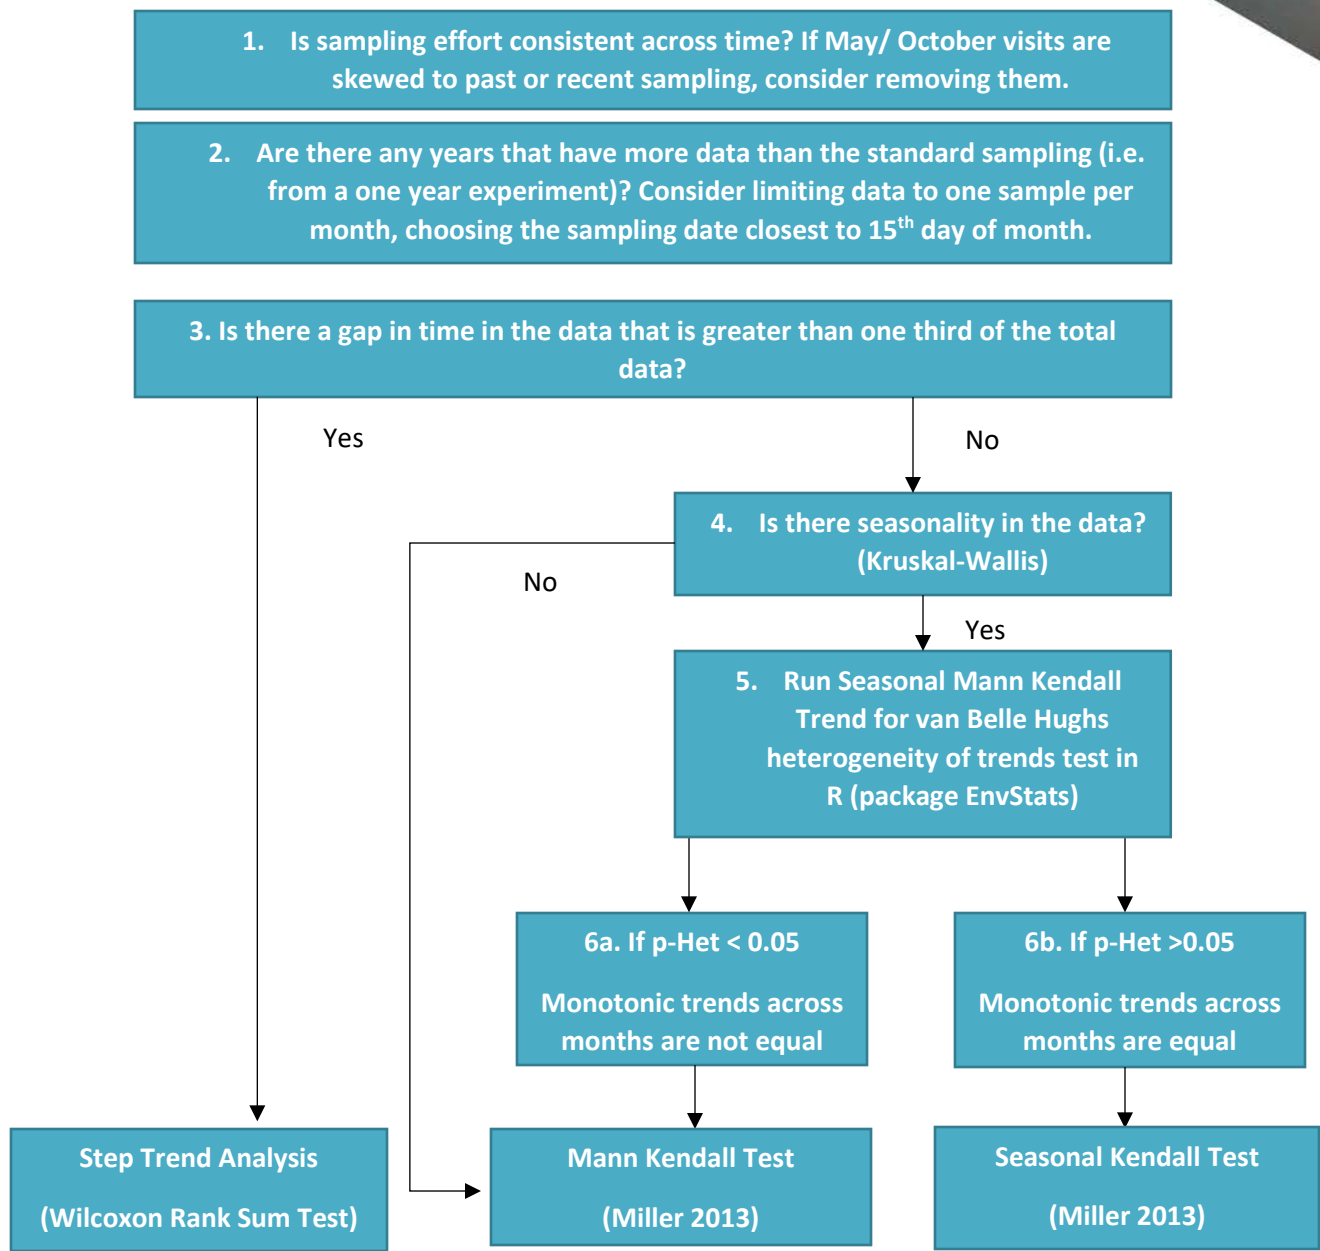 1. Is sampling effort consistent across time? If May/ October visits are
skewed to past or recent sampling, consider removing them.
2. Are there any years that have more data than the standard sampling (i.e.
from a one year experiment)? Consider limiting data to one sample per
month, choosing the sampling date closest to 15th day of month.
3. Is there a gap in time in the data that is greater than one third of the total
data?
Yes
No
4. Is there seasonality in the data?
(Kruskal-Wallis)
No
Yes
5. Run Seasonal Mann Kendall
Trend for van Belle Hughs
heterogeneity of trends test in
R (package EnvStats)
6a. If p-Het < 0.05
Monotonic trends across
months are not equal
6b. If p-Het >0.05
Monotonic trends across
months are equal
Step Trend Analysis
(Wilcoxon Rank Sum Test)
Mann Kendall Test
(Miller 2013)
Seasonal Kendall Test
(Miller 2013)